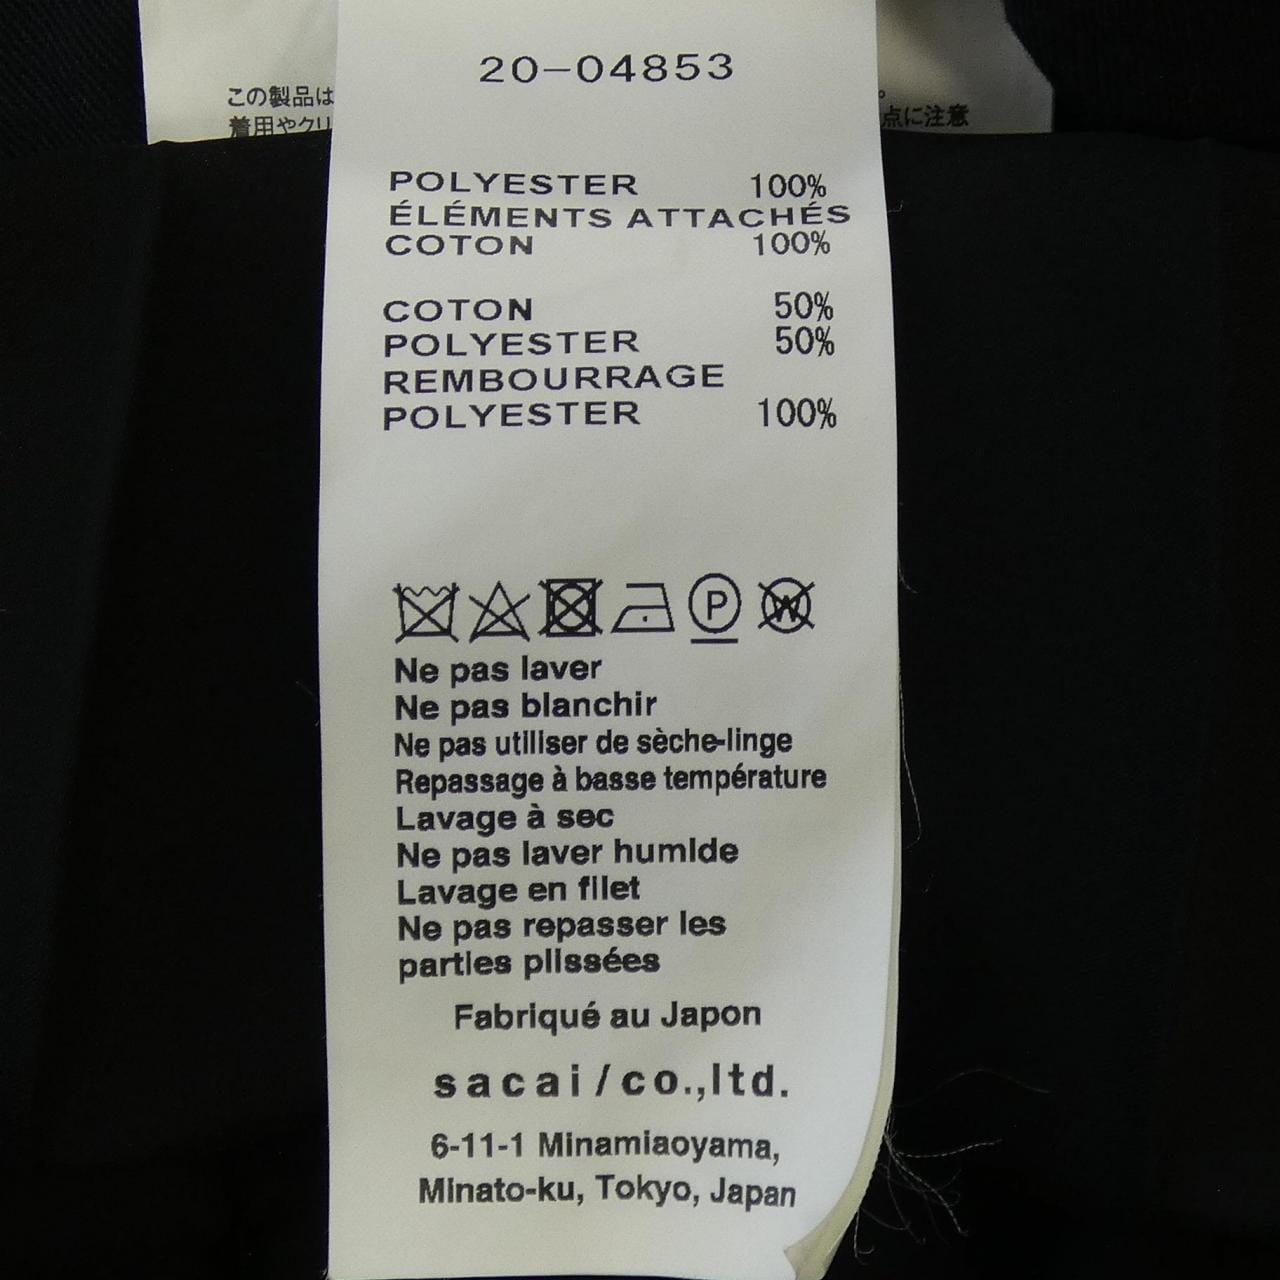 20-04853
この製品は
着用やクリ
。
点に注意
POLYESTER 100%
ÉLÉMENTS ATTACHÉS
COTON 100%
COTON 50%
POLYESTER 50%
REMBOURRAGE
POLYESTER 100%
P
W
Ne pas laver
Ne pas blanchir
Ne pas utiliser de sèche-linge
Repassage à basse température
Lavage à sec
Ne pas laver humide
Lavage en filet
Ne pas repasser les
parties plissées
Fabriqué au Japon
sacai/co.,ltd.
6-11-1 Minamiaoyama,
Minato-ku, Tokyo, Japan